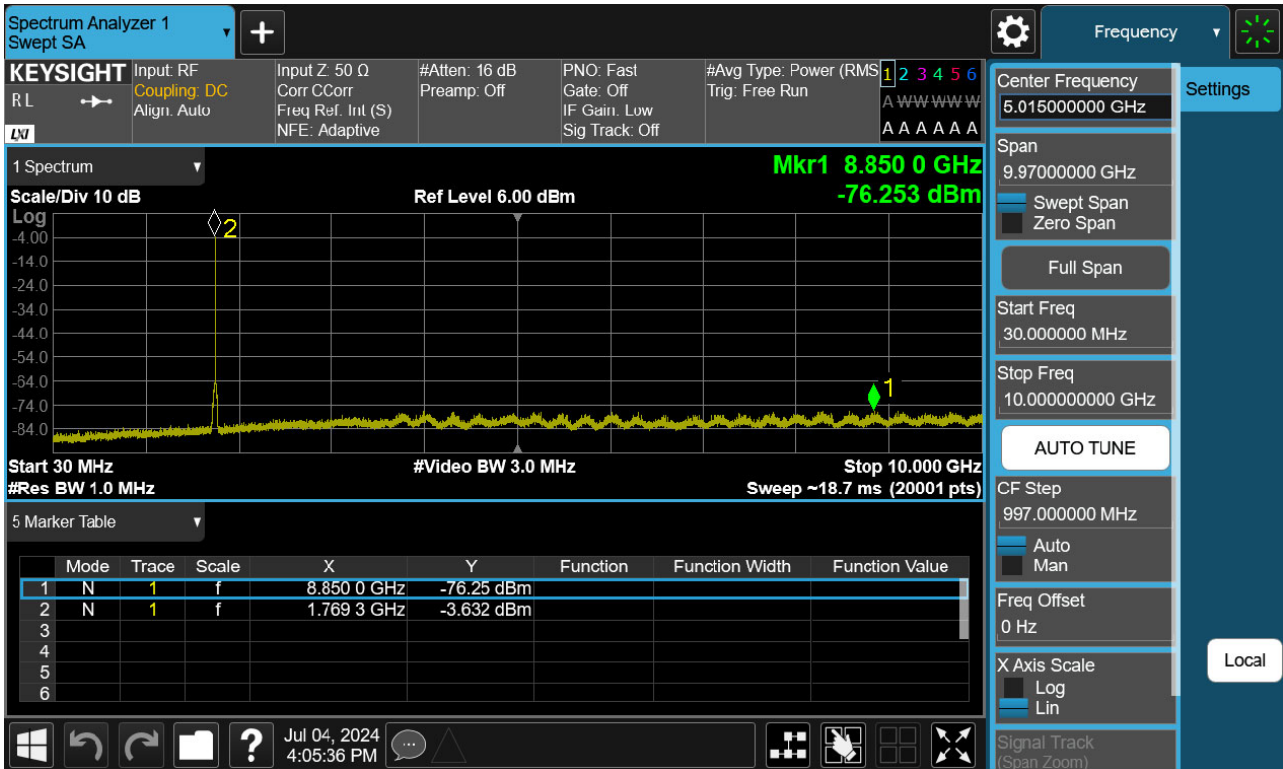 Spectrum Analyzer 1
Swept SA
+
Frequency
KEYSIGHT
RL
LXI
Input: RF
Coupling: DC
Align: Auto
Input Z: 50 Ω
Corr CCorr
Freq Ref: Int (S)
NFE: Adaptive
#Atten: 16 dB
Preamp: Off
PNO: Fast
Gate: Off
IF Gain: Low
Sig Track: Off
#Avg Type: Power (RMS
Trig: Free Run
1 2 3 4 5 6
A W W W W W
A A A A A A
1 Spectrum
Mkr1 8.850 0 GHz
Scale/Div 10 dB
Ref Level 6.00 dBm
-76.253 dBm
Log
2
-4.00
-14.0
-24.0
-34.0
-44.0
-54.0
-64.0
1
-74.0
-84.0
Start 30 MHz
#Video BW 3.0 MHz
Stop 10.000 GHz
#Res BW 1.0 MHz
Sweep ~18.7 ms (20001 pts)
5 Marker Table
Mode Trace Scale X Y Function Function Width Function Value
1 N 1 f 8.850 0 GHz -76.25 dBm
2 N 1 f 1.769 3 GHz -3.632 dBm
3
4
5
6
?
Jul 04, 2024
4:05:36 PM
Center Frequency
5.015000000 GHz
Settings
Span
9.97000000 GHz
Swept Span
Zero Span
Full Span
Start Freq
30.000000 MHz
Stop Freq
10.000000000 GHz
AUTO TUNE
CF Step
997.000000 MHz
Auto
Man
Freq Offset
0 Hz
Local
X Axis Scale
Log
Lin
Signal Track
(Span Zoom)